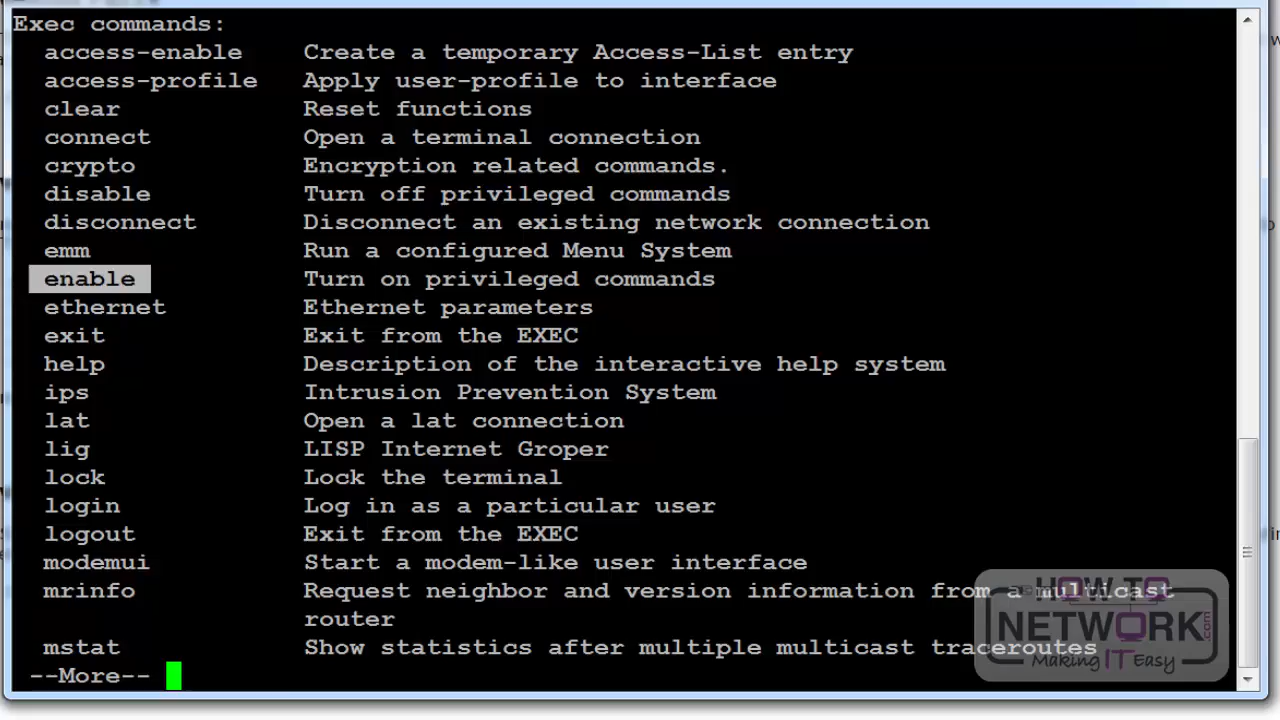 Exec commands:
access-enable Create a temporary Access-List entry
access-profile Apply user-profile to interface
clear Reset functions
connect Open a terminal connection
crypto Encryption related commands.
disable Turn off privileged commands
disconnect Disconnect an existing network connection
emm Run a configured Menu System
enable Turn on privileged commands
ethernet Ethernet parameters
exit Exit from the EXEC
help Description of the interactive help system
ips Intrusion Prevention System
lat Open a lat connection
lig LISP Internet Groper
lock Lock the terminal
login Log in as a particular user
logout Exit from the EXEC
modemui Start a modem-like user interface
mrinfo Request neighbor and version information from a multicast
router
mstat Show statistics after multiple multicast traceroutes
--More--
HOW TO
NETWORK.com
Making IT Easy